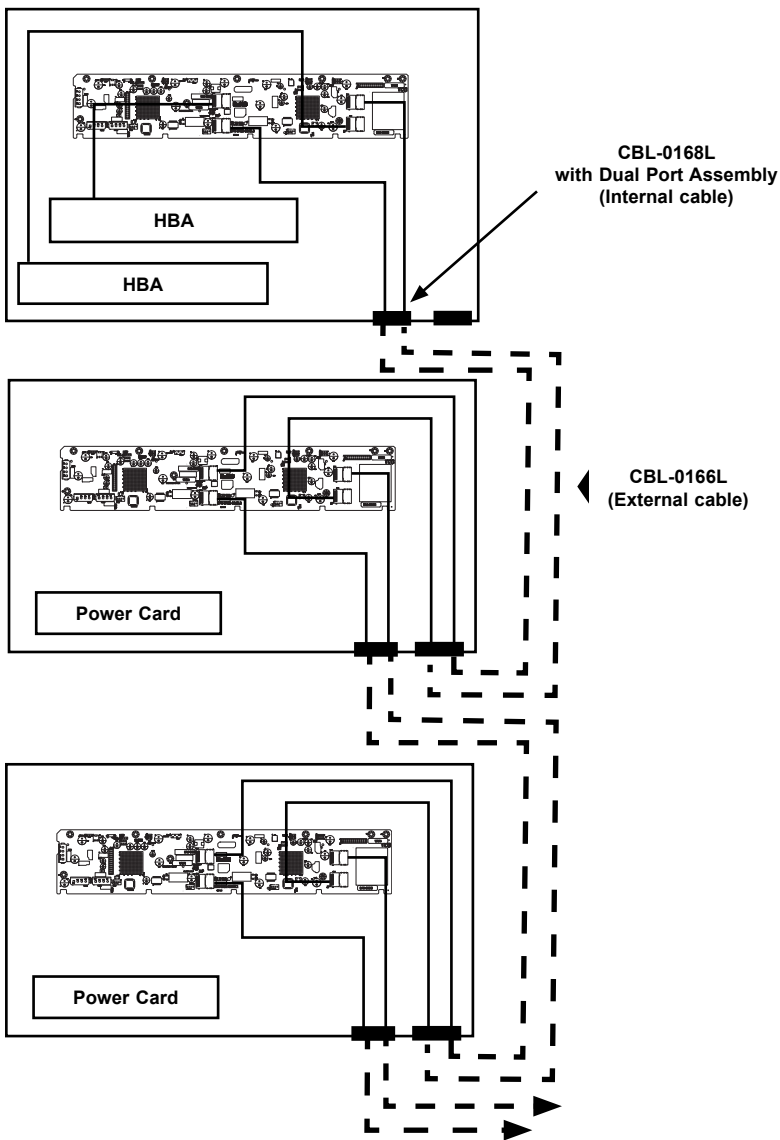 CBL-0168L
with Dual Port Assembly
(Internal cable)
HBA
HBA
CBL-0166L
(External cable)
Power Card
Power Card